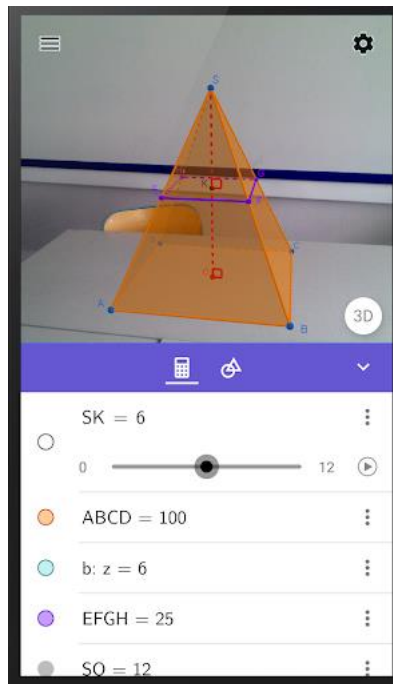 S
K
C
A
B
3D
SK = 6
0
12
ABCD = 100
b: z = 6
EFGH = 25
SO = 12